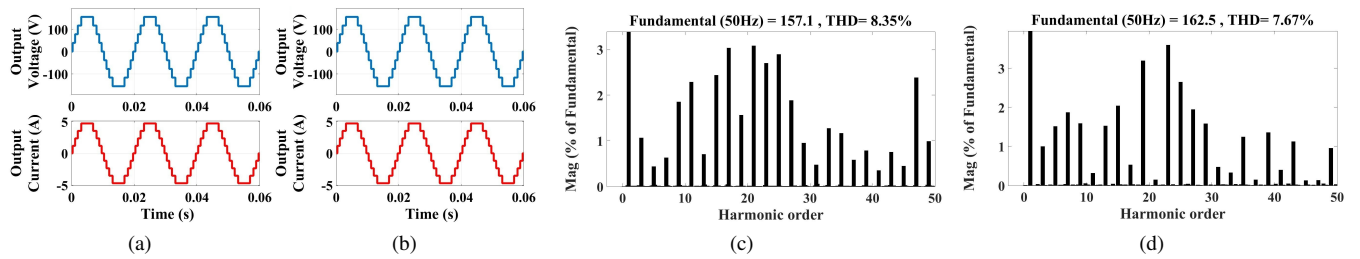 Output
Voltage (V)
100
0
-100
0
0.02
0.04
0.06
Output
Current (A)
5
0
-5
0
0.02
0.04
0.06
Time (s)
(a)
Output
Voltage (V)
100
0
-100
0
0.02
0.04
0.06
Output
Current (A)
5
0
-5
0
0.02
0.04
0.06
Time (s)
(b)
Fundamental (50Hz) = 157.1 , THD= 8.35%
Mag (% of Fundamental)
3
2
1
0
0
10
20
30
40
50
Harmonic order
(c)
Fundamental (50Hz) = 162.5 , THD= 7.67%
Mag (% of Fundamental)
3
2
1
0
0
10
20
30
40
50
Harmonic order
(d)